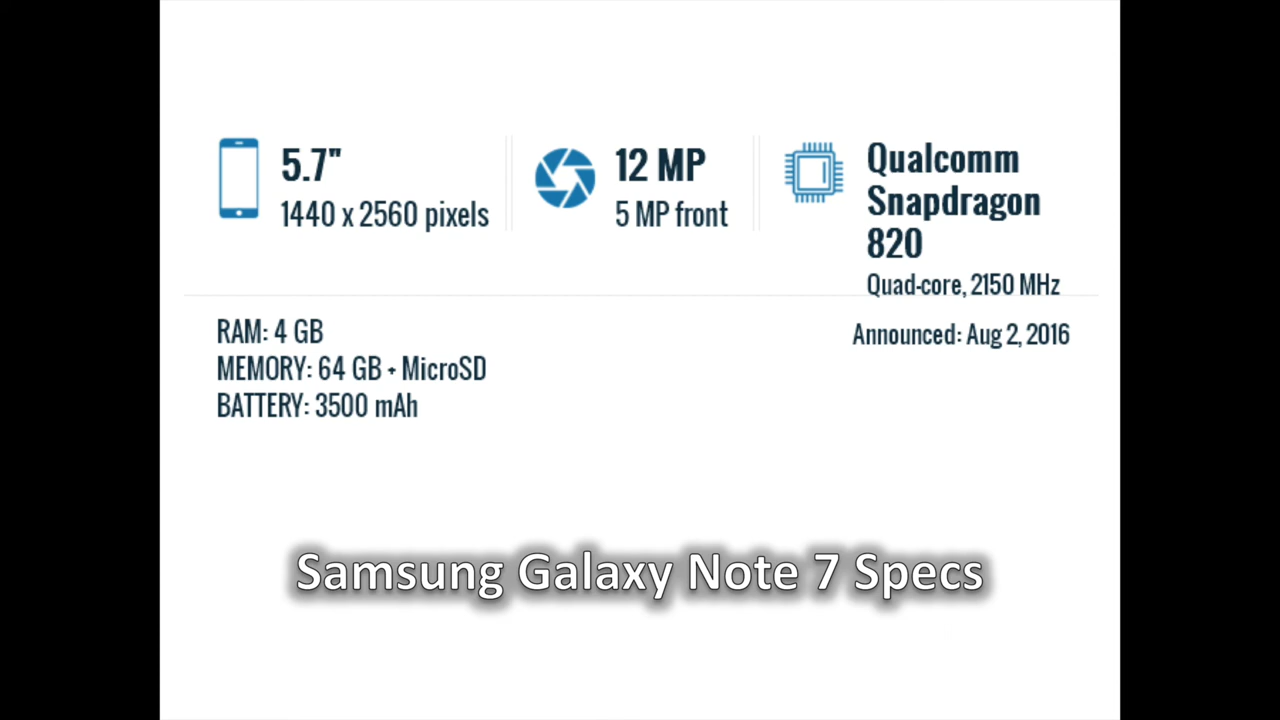 5.7"
1440 x 2560 pixels
12 MP
5 MP front
Qualcomm
Snapdragon
820
Quad-core, 2150 MHz
RAM: 4 GB
MEMORY: 64 GB + MicroSD
BATTERY: 3500 mAh
Announced: Aug 2, 2016
Samsung Galaxy Note 7 Specs